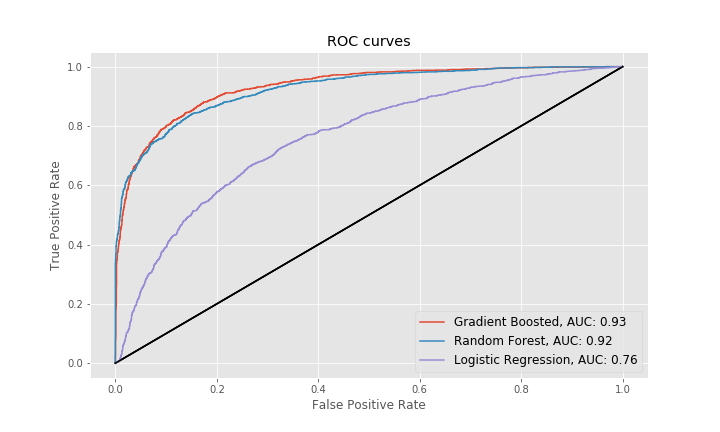 ROC curves
True Positive Rate
1.0
0.8
0.6
0.4
0.2
0.0
Gradient Boosted, AUC: 0.93
Random Forest, AUC: 0.92
Logistic Regression, AUC: 0.76
0.0 0.2 0.4 0.6 0.8 1.0
False Positive Rate